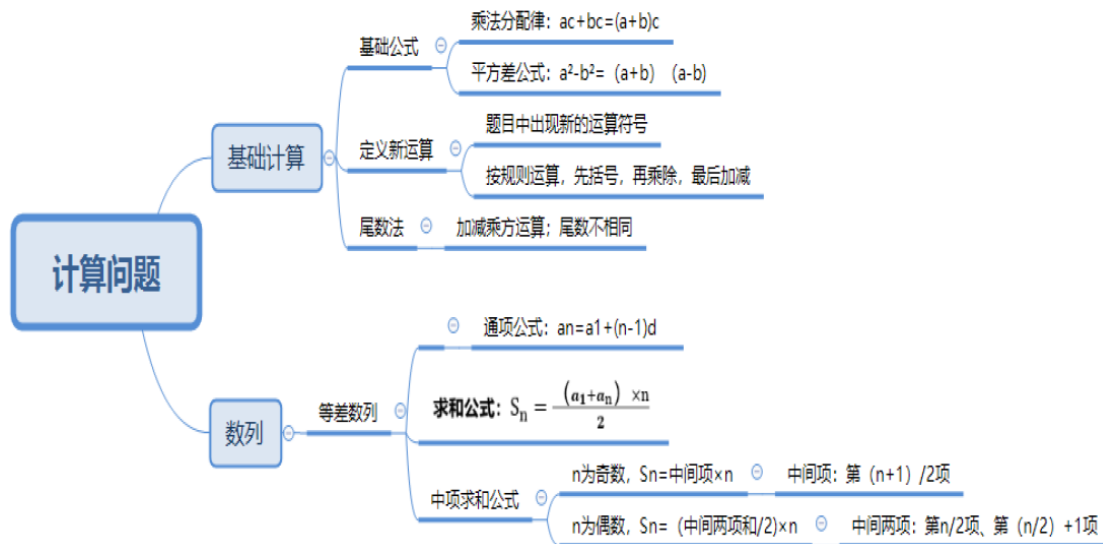 计算问题
基础计算
基础公式
乘法分配律：ac+bc=(a+b)c
平方差公式：a²-b²=（a+b）（a-b)
定义新运算
题目中出现新的运算符号
按规则运算，先括号，再乘除，最后加减
尾数法
加减乘方运算；尾数不相同
数列
等差数列
通项公式：an=a1+(n-1)d
求和公式：Sₙ = （a₁+aₙ）×n / 2
中项求和公式
n为奇数，Sn=中间项×n
中间项：第（n+1）/2项
n为偶数，Sn=（中间两项和/2)×n
中间两项：第n/2项、第（n/2）+1项